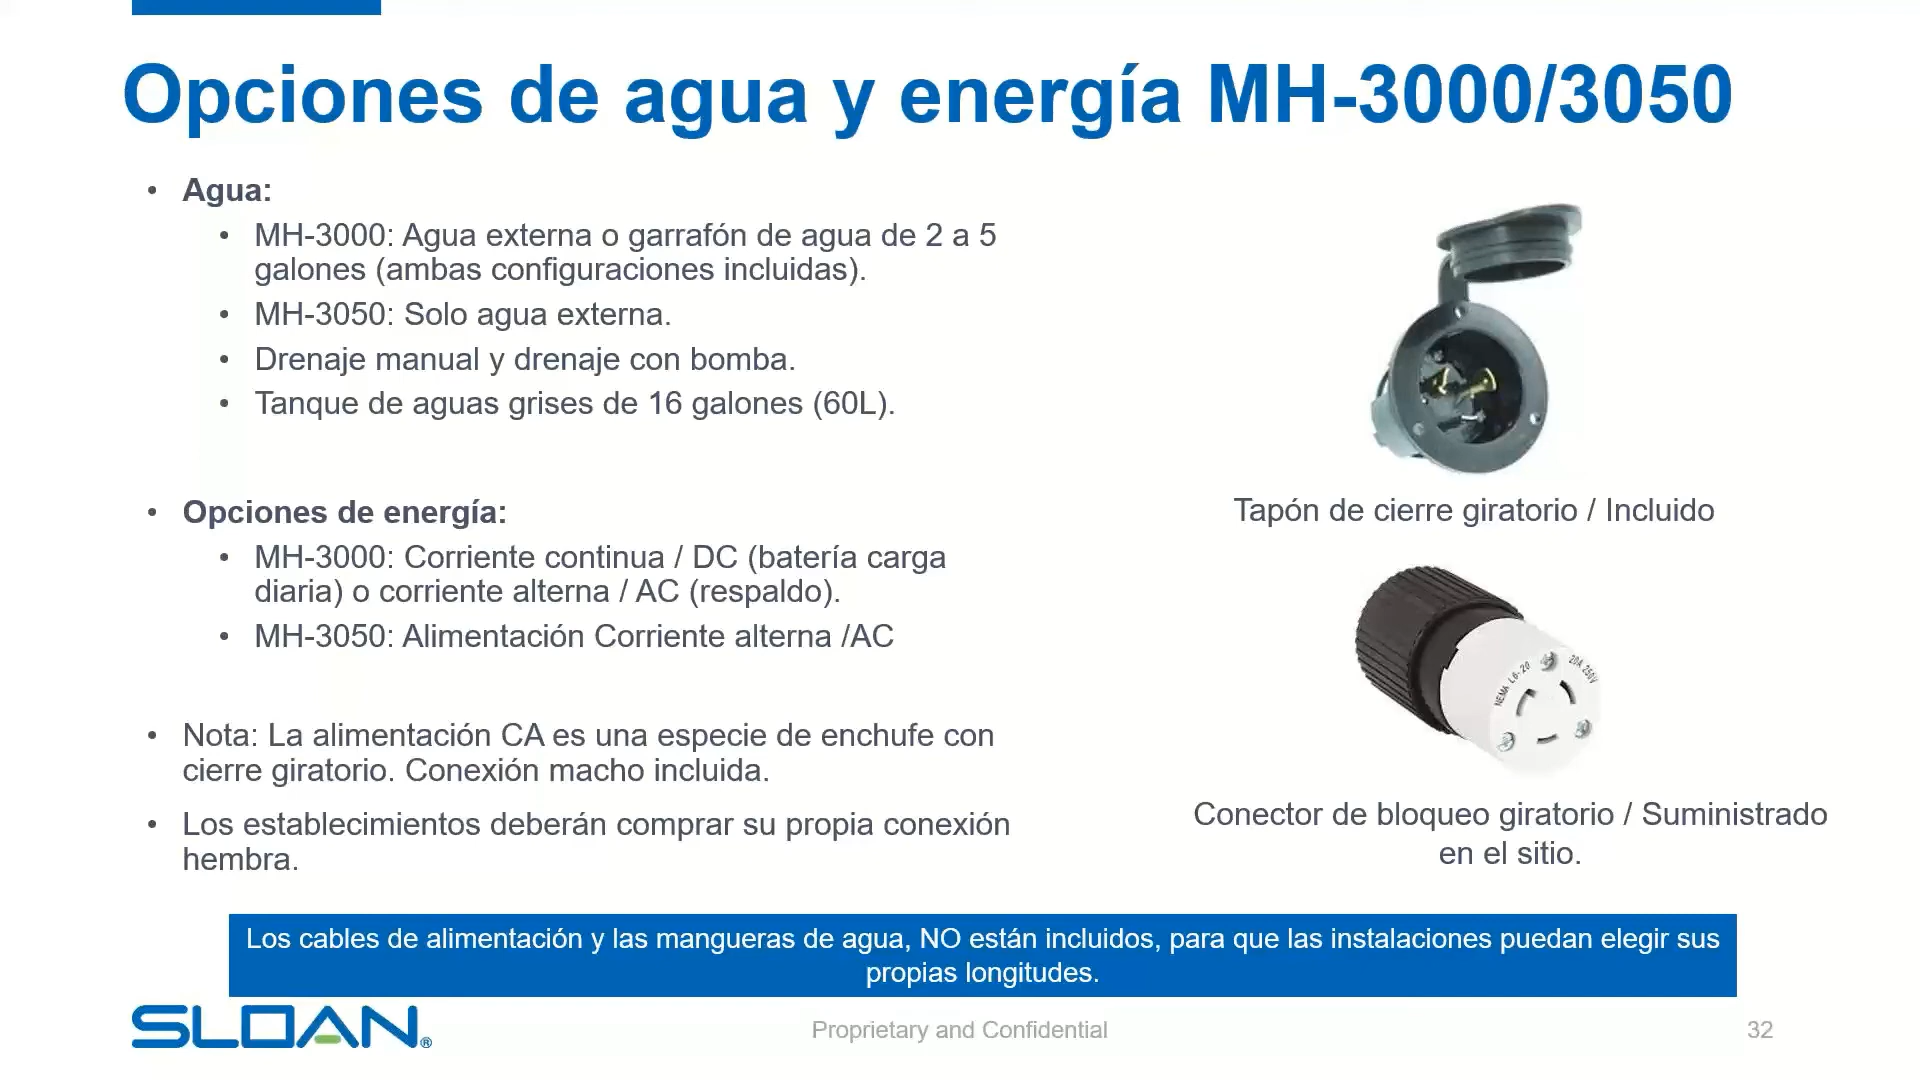 Opciones de agua y energía MH-3000/3050
• Agua:
• MH-3000: Agua externa o garrafón de agua de 2 a 5
galones (ambas configuraciones incluidas).
• MH-3050: Solo agua externa.
• Drenaje manual y drenaje con bomba.
• Tanque de aguas grises de 16 galones (60L).
• Opciones de energía:
• MH-3000: Corriente continua / DC (batería carga
diaria) o corriente alterna / AC (respaldo).
• MH-3050: Alimentación Corriente alterna /AC
• Nota: La alimentación CA es una especie de enchufe con
cierre giratorio. Conexión macho incluida.
• Los establecimientos deberán comprar su propia conexión
hembra.
Tapón de cierre giratorio / Incluido
NEMA L6-20
20A 250V
Conector de bloqueo giratorio / Suministrado
en el sitio.
Los cables de alimentación y las mangueras de agua, NO están incluidos, para que las instalaciones puedan elegir sus
propias longitudes.
SLOAN®
Proprietary and Confidential
32